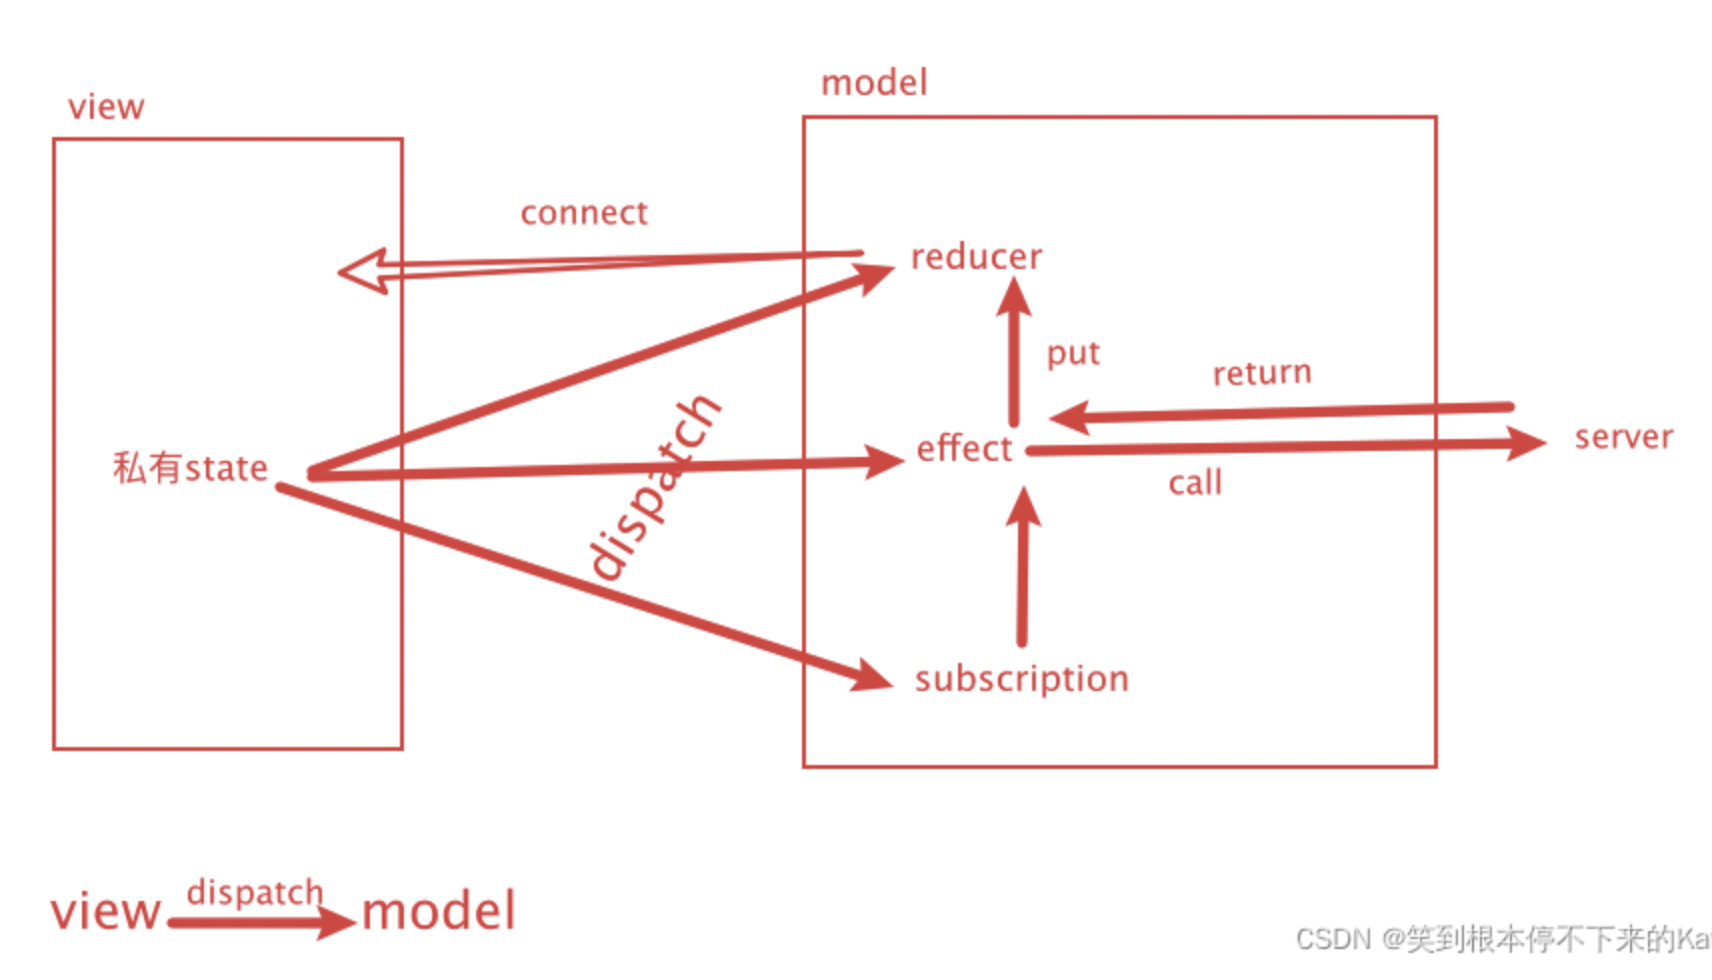 view
model
connect
reducer
put
return
私有state
dispatch
effect
server
call
subscription
view dispatch model
CSDN @笑到根本停不下来的Ka